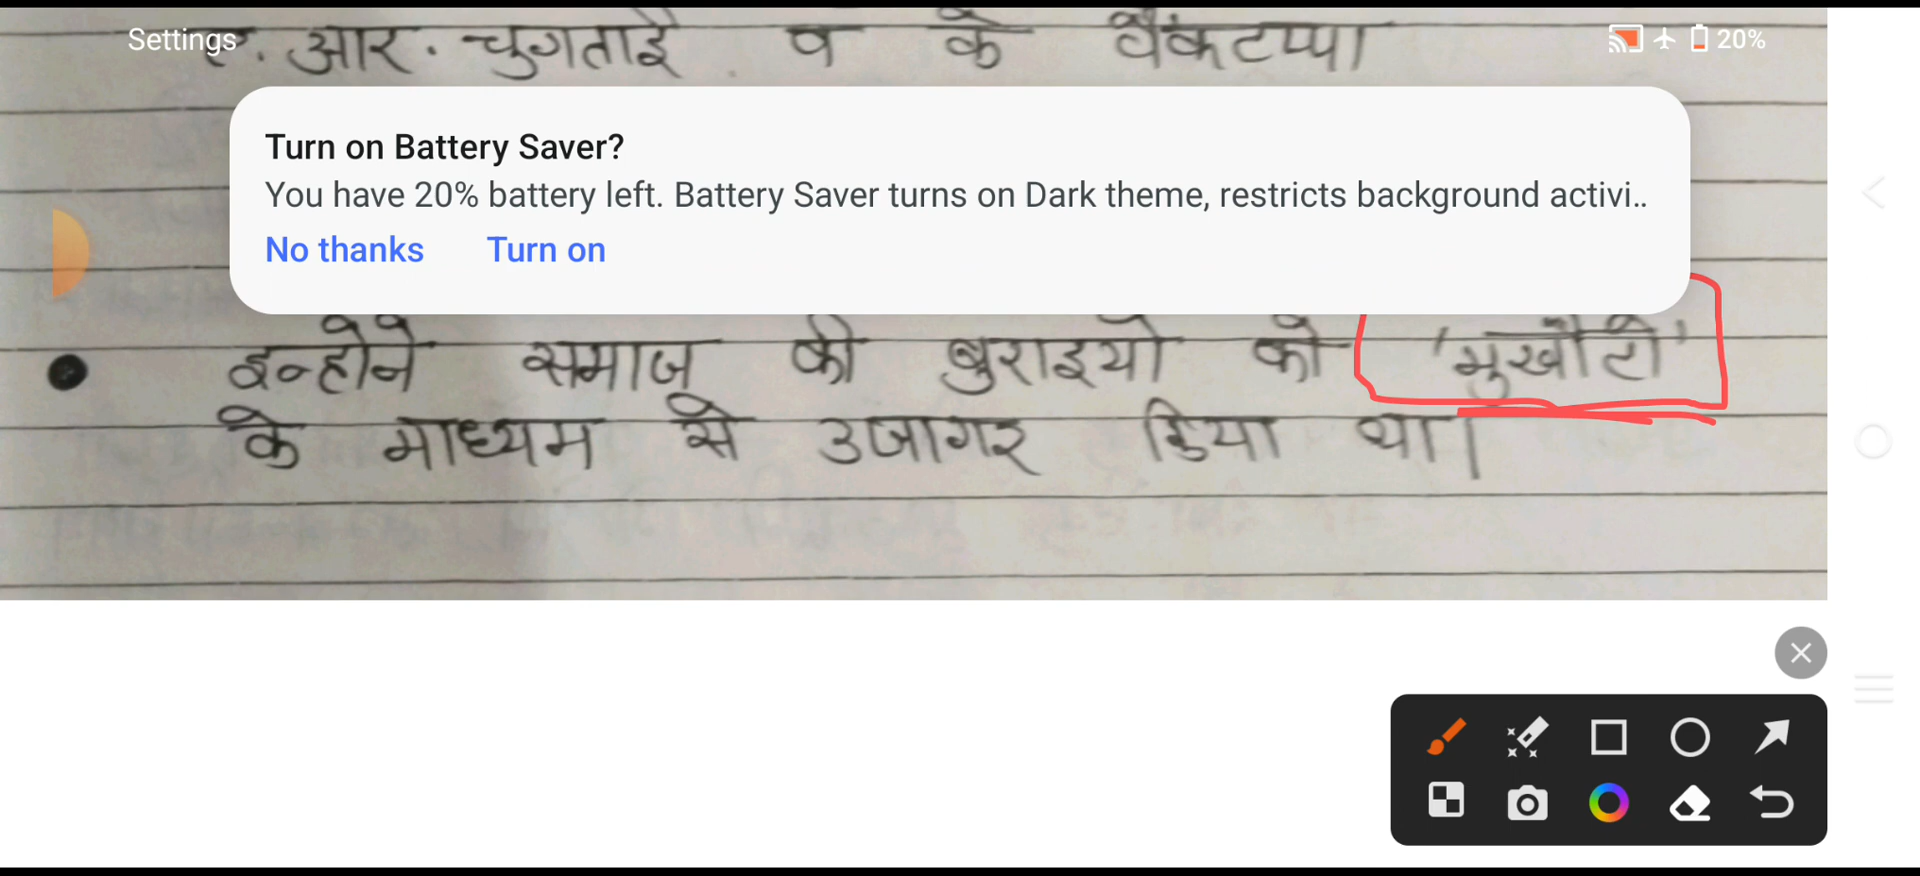 Settings
20%
ए. आर. चुगताई व के वैंकटप्पा
Turn on Battery Saver?
You have 20% battery left. Battery Saver turns on Dark theme, restricts background activi..
No thanks Turn on
इन्होने समाज की बुराइयो को 'मुखौटो'
के माध्यम से उजागर किया था।